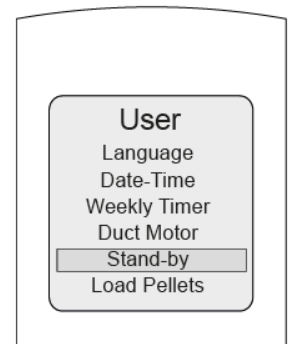 User
Language
Date-Time
Weekly Timer
Duct Motor
Stand-by
Load Pellets